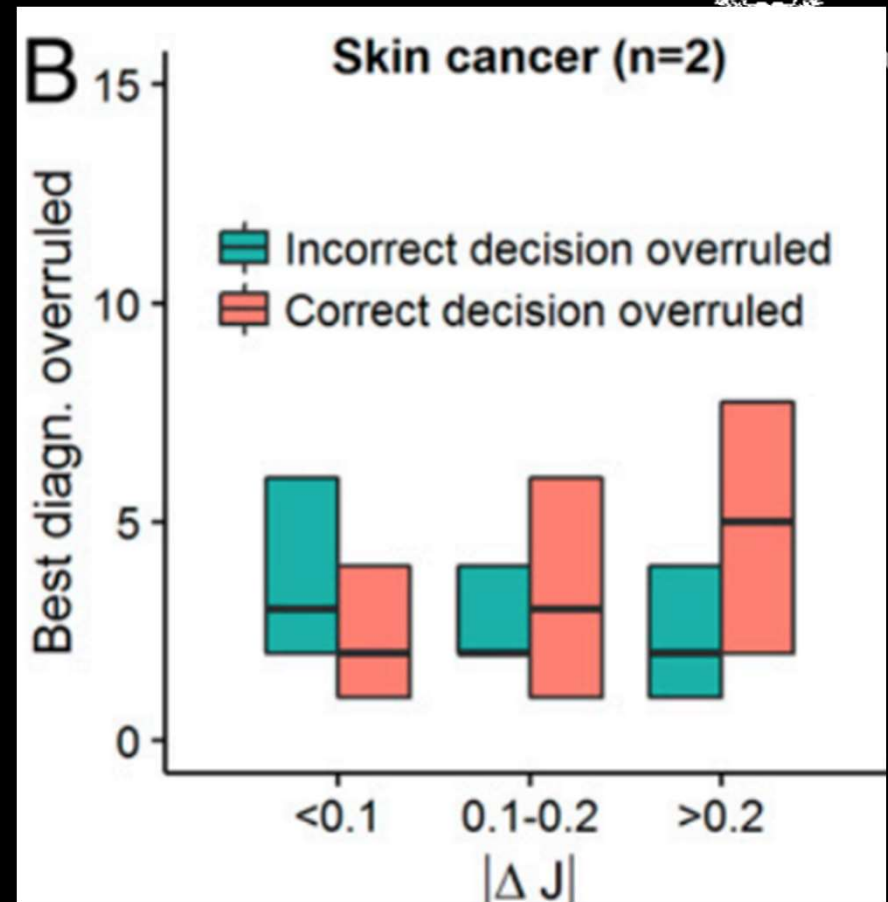 B
Skin cancer (n=2)
Best diagn. overruled
15
10
5
0
Incorrect decision overruled
Correct decision overruled
<0.1
0.1-0.2
>0.2
|Δ J|